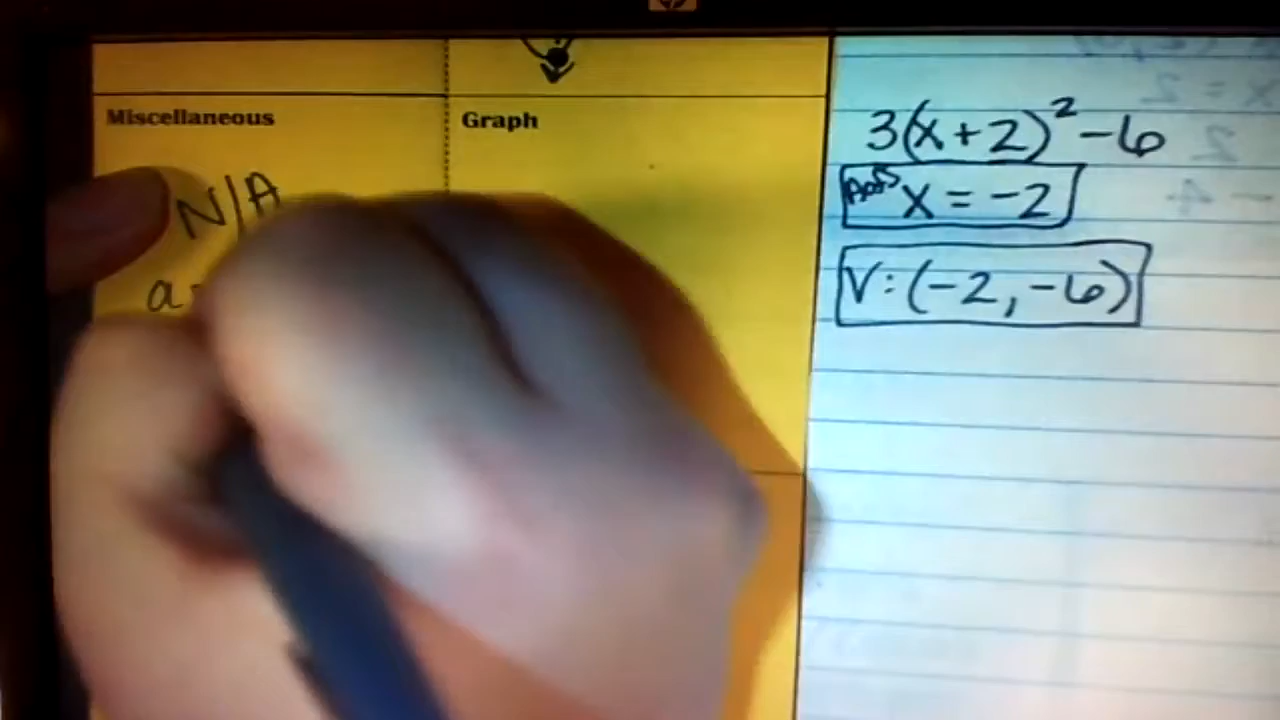 Miscellaneous
Graph
N/A
a
3(x+2)²-6
AoS x = -2
V: (-2, -6)